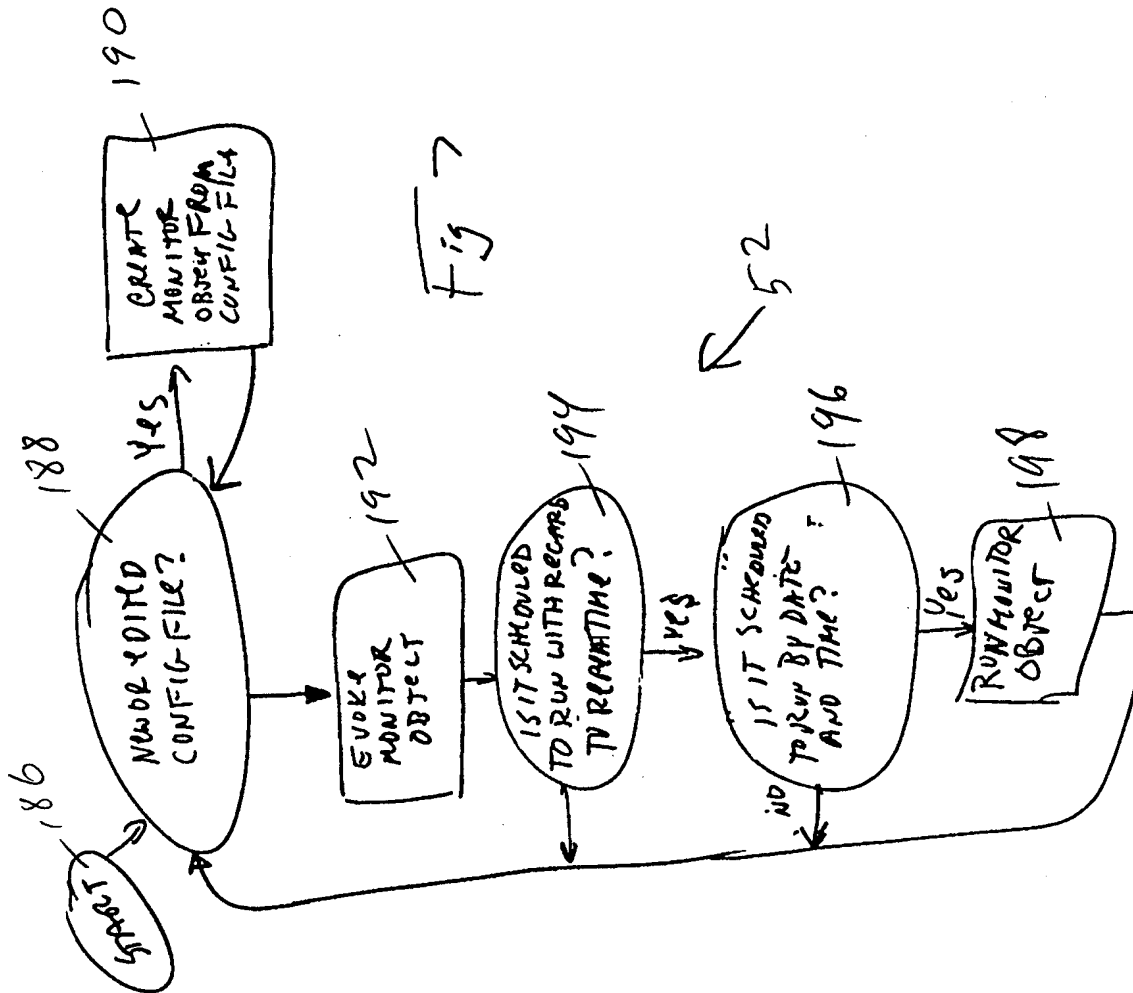 186
START
188
NEW OR EDITED
CONFIG-FILE?
Yes
190
CREATE
MONITOR
OBJECT FROM
CONFIG-FILE
192
EVOKE
MONITOR
OBJECT
Fig 7
194
IS IT SCHEDULED
TO RUN WITH REGARD
TO REPEAT TIME?
yes
52
196
IS IT SCHEDULED
TO RUN BY DATE
AND TIME?
NO
Yes
198
RUN MONITOR
OBJECT